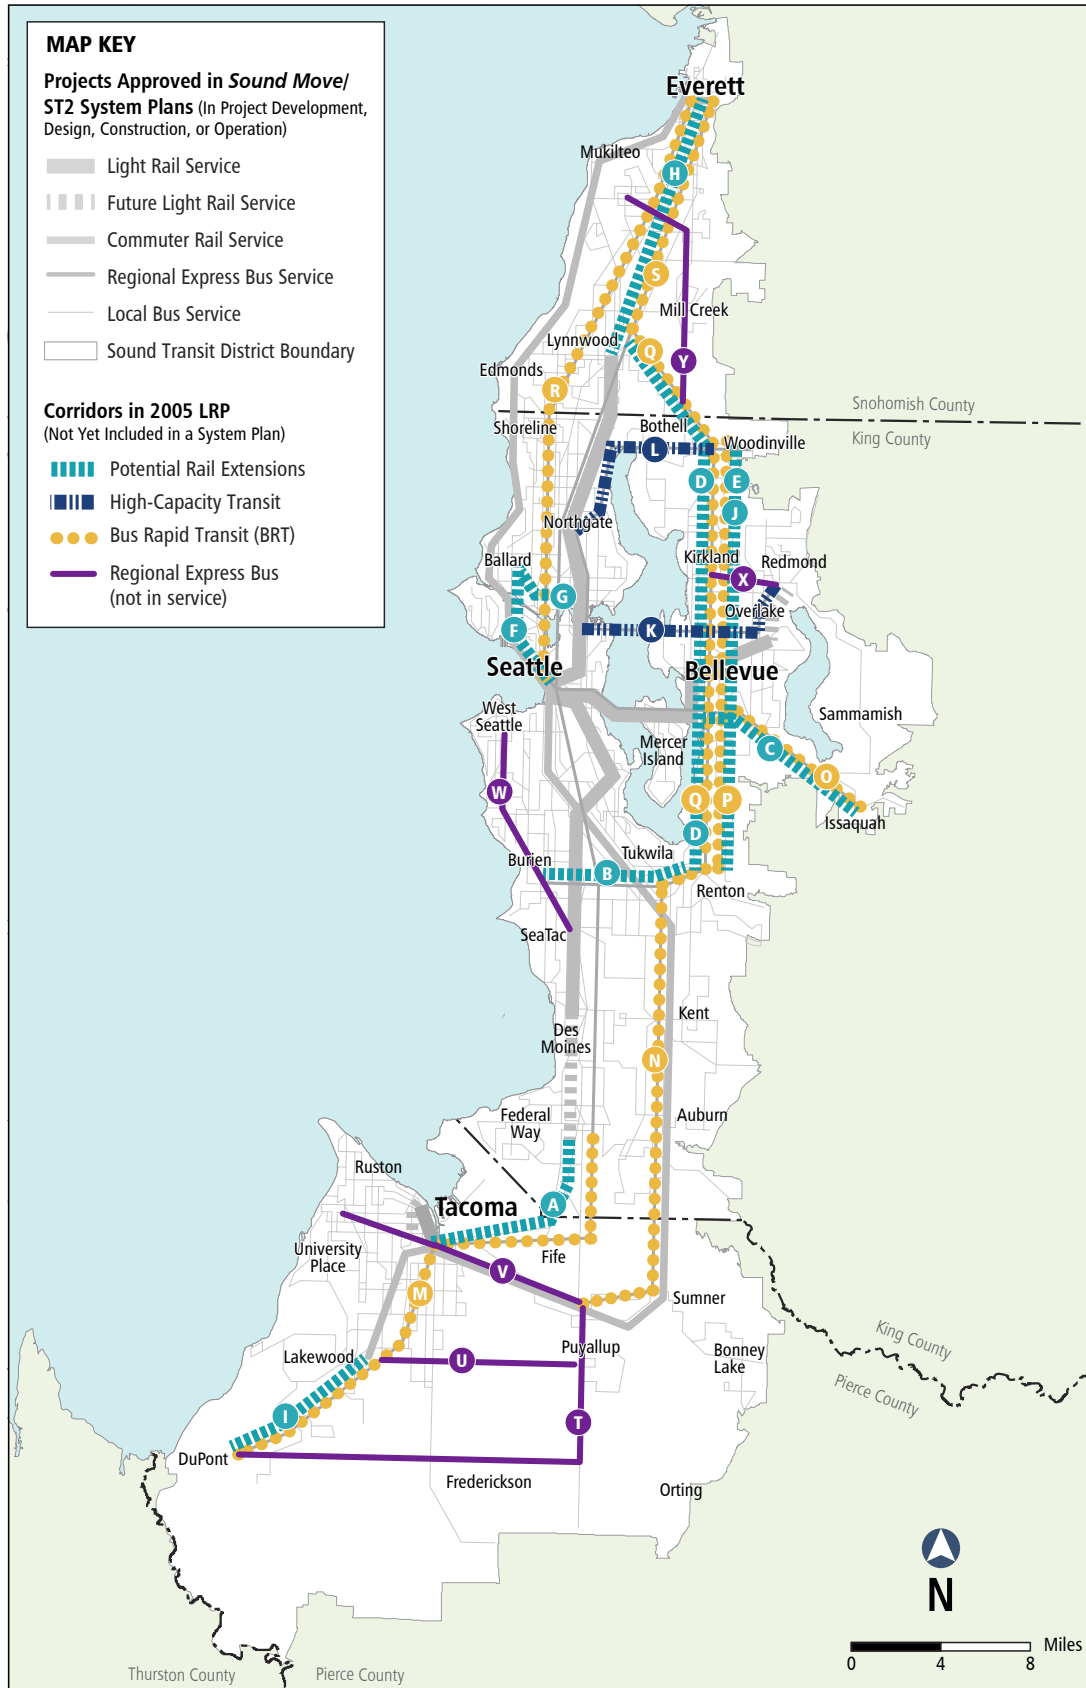 MAP KEY
Projects Approved in Sound Move/
ST2 System Plans (In Project Development,
Design, Construction, or Operation)
Light Rail Service
Future Light Rail Service
Commuter Rail Service
Regional Express Bus Service
Local Bus Service
Sound Transit District Boundary
Corridors in 2005 LRP
(Not Yet Included in a System Plan)
Potential Rail Extensions
High-Capacity Transit
Bus Rapid Transit (BRT)
Regional Express Bus
(not in service)
Everett
Mukilteo
H
S
Mill Creek
Lynnwood
Q
Y
Edmonds
R
Snohomish County
Shoreline
Bothell
King County
Woodinville
L
D
E
J
Northgate
Kirkland
Redmond
Ballard
X
G
Overlake
F
K
Seattle
Bellevue
West
Seattle
Sammamish
Mercer
Island
C
O
W
Q
P
Issaquah
D
Tukwila
Burien
B
Renton
SeaTac
Kent
Des
Moines
N
Federal
Way
Auburn
Ruston
Tacoma
A
University
Place
Fife
V
M
Sumner
King County
Lakewood
U
Puyallup
Bonney
Lake
Pierce County
I
T
DuPont
Frederickson
Orting
N
Miles
0
4
8
Thurston County
Pierce County